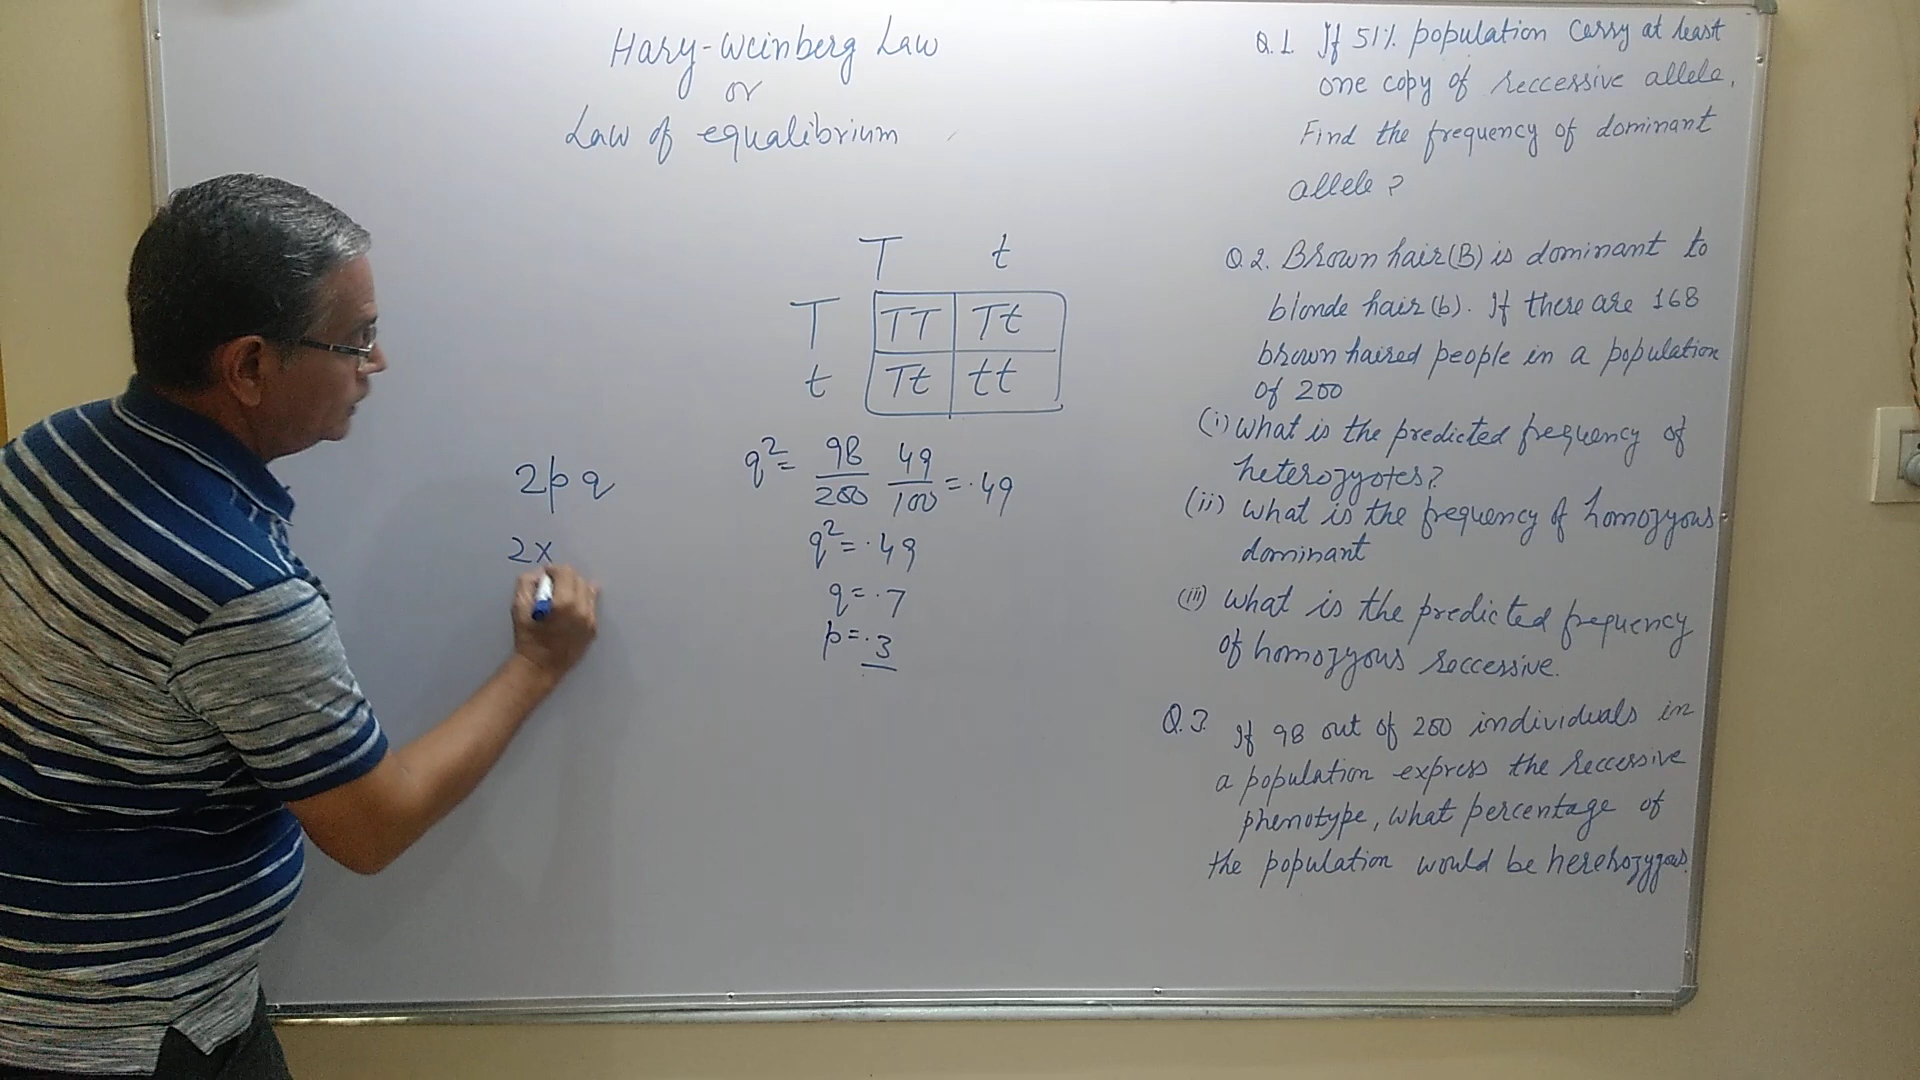 Hary-Weinberg Law
or
Law of equalibrium
T t
T TT Tt
t Tt tt
q²= 98/200 49/100 = .49
q²= .49
q = .7
p = .3
2pq
2x
Q.1. If 51% population carry at least
one copy of reccessive allele.
Find the frequency of dominant
allele?
Q.2. Brown hair(B) is dominant to
blonde hair(b). If there are 168
brown haired people in a population
of 200
(i) What is the predicted frequency of
heterozyotes?
(ii) What is the frequency of homozyous
dominant
(iii) What is the predicted frequency
of homozyous reccessive.
Q.3. If 98 out of 200 individuals in
a population express the reccessive
phenotype, what percentage of
the population would be herehozygous.